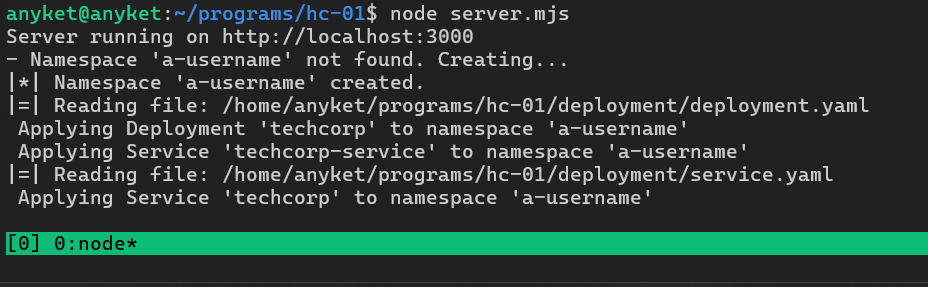 anyket@anyket:~/programs/hc-01$ node server.mjs
Server running on http://localhost:3000
- Namespace 'a-username' not found. Creating...
|*| Namespace 'a-username' created.
|=| Reading file: /home/anyket/programs/hc-01/deployment/deployment.yaml
 Applying Deployment 'techcorp' to namespace 'a-username'
 Applying Service 'techcorp-service' to namespace 'a-username'
|=| Reading file: /home/anyket/programs/hc-01/deployment/service.yaml
 Applying Service 'techcorp' to namespace 'a-username'
[0] 0:node*